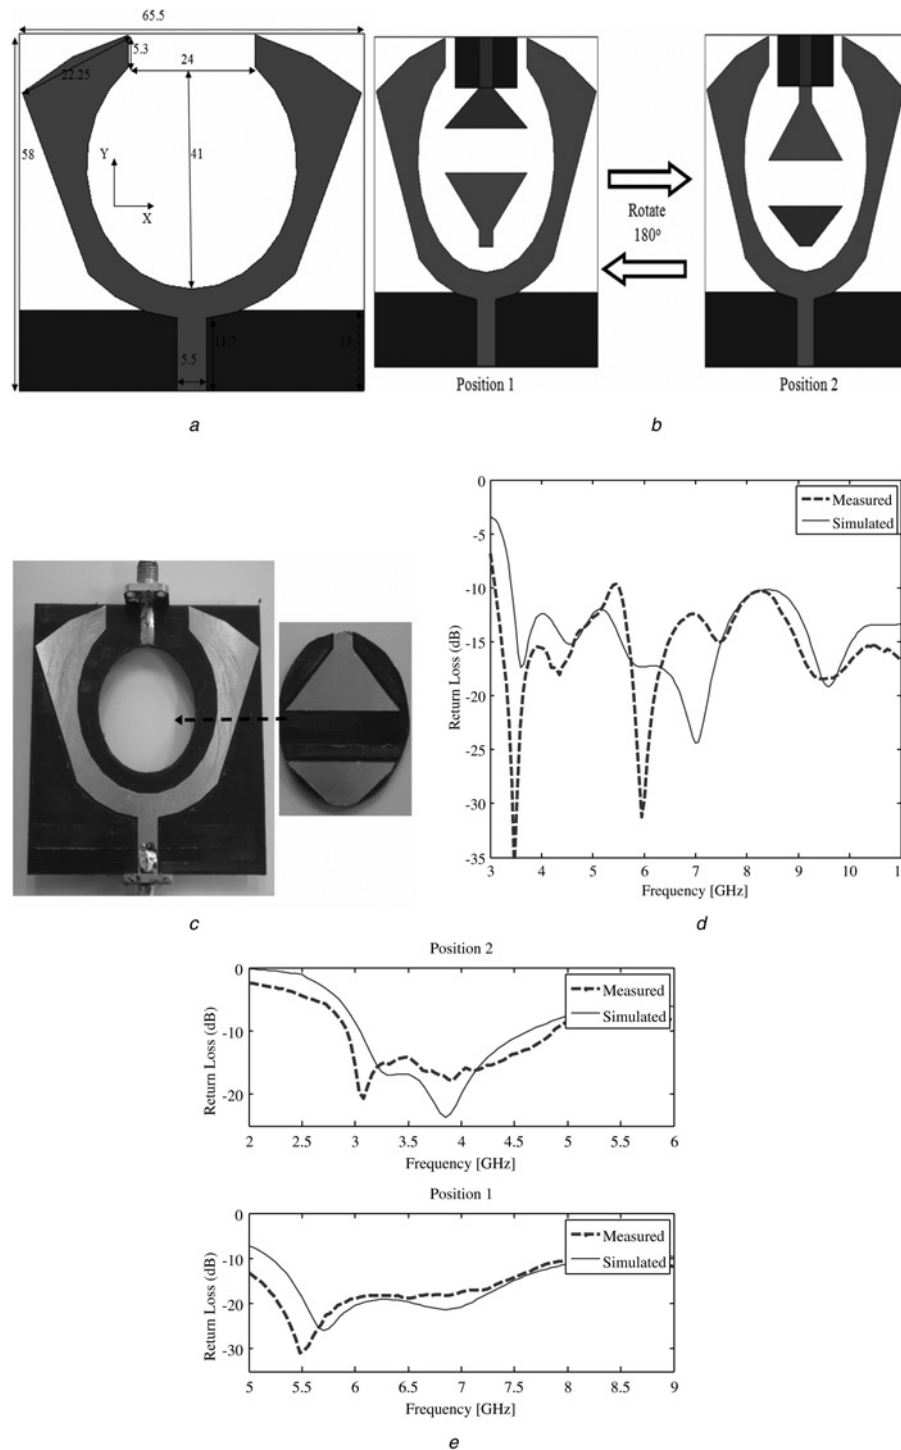 65.5
5.3
24
22.25
58
41
Y
X
5.5
11.7
13
a
Rotate
180º
Position 1
Position 2
b
c
0
-5
-10
-15
-20
-25
-30
-35
Return Loss (dB)
Measured
Simulated
3
4
5
6
7
8
9
10
1
Frequency [GHz]
d
Position 2
0
-10
-20
Return Loss (dB)
Measured
Simulated
2
2.5
3
3.5
4
4.5
5
5.5
6
Frequency [GHz]
Position 1
0
-10
-20
-30
Return Loss (dB)
Measured
Simulated
5
5.5
6
6.5
7
7.5
8
8.5
9
Frequency [GHz]
e